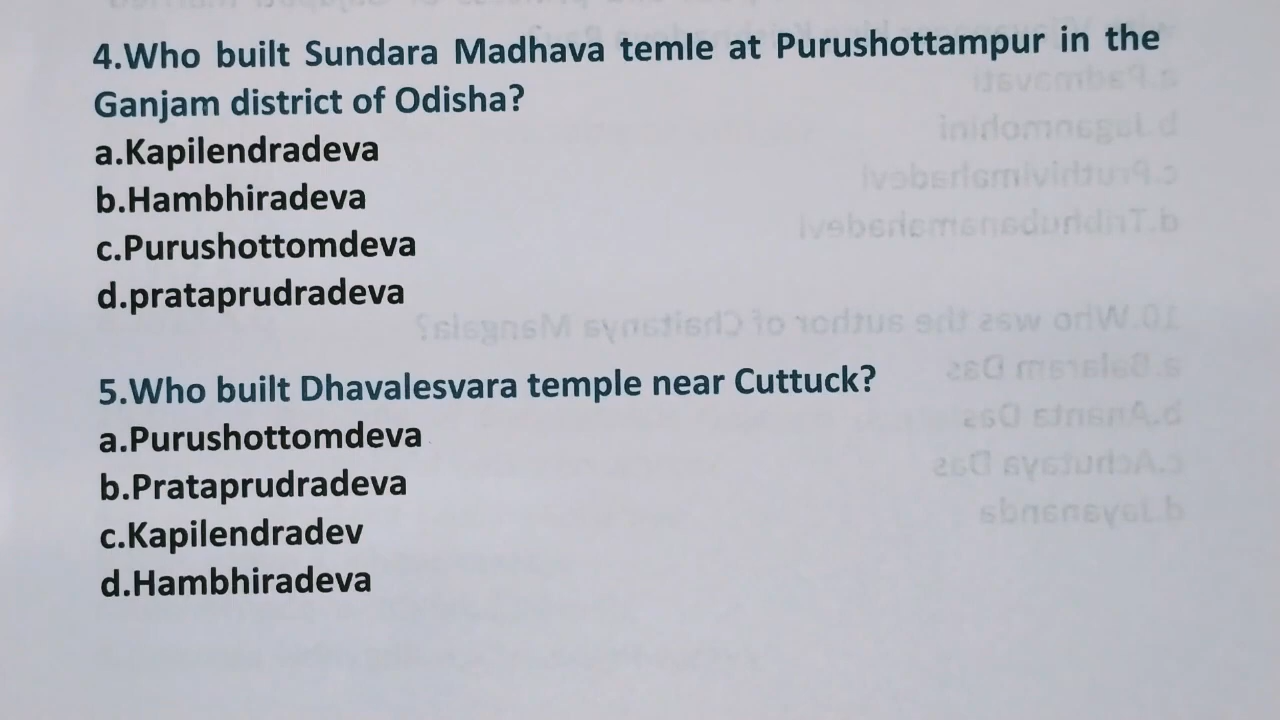 4.Who built Sundara Madhava temle at Purushottampur in the
Ganjam district of Odisha?
a.Kapilendradeva
b.Hambhiradeva
c.Purushottomdeva
d.prataprudradeva
5.Who built Dhavalesvara temple near Cuttuck?
a.Purushottomdeva
b.Prataprudradeva
c.Kapilendradev
d.Hambhiradeva